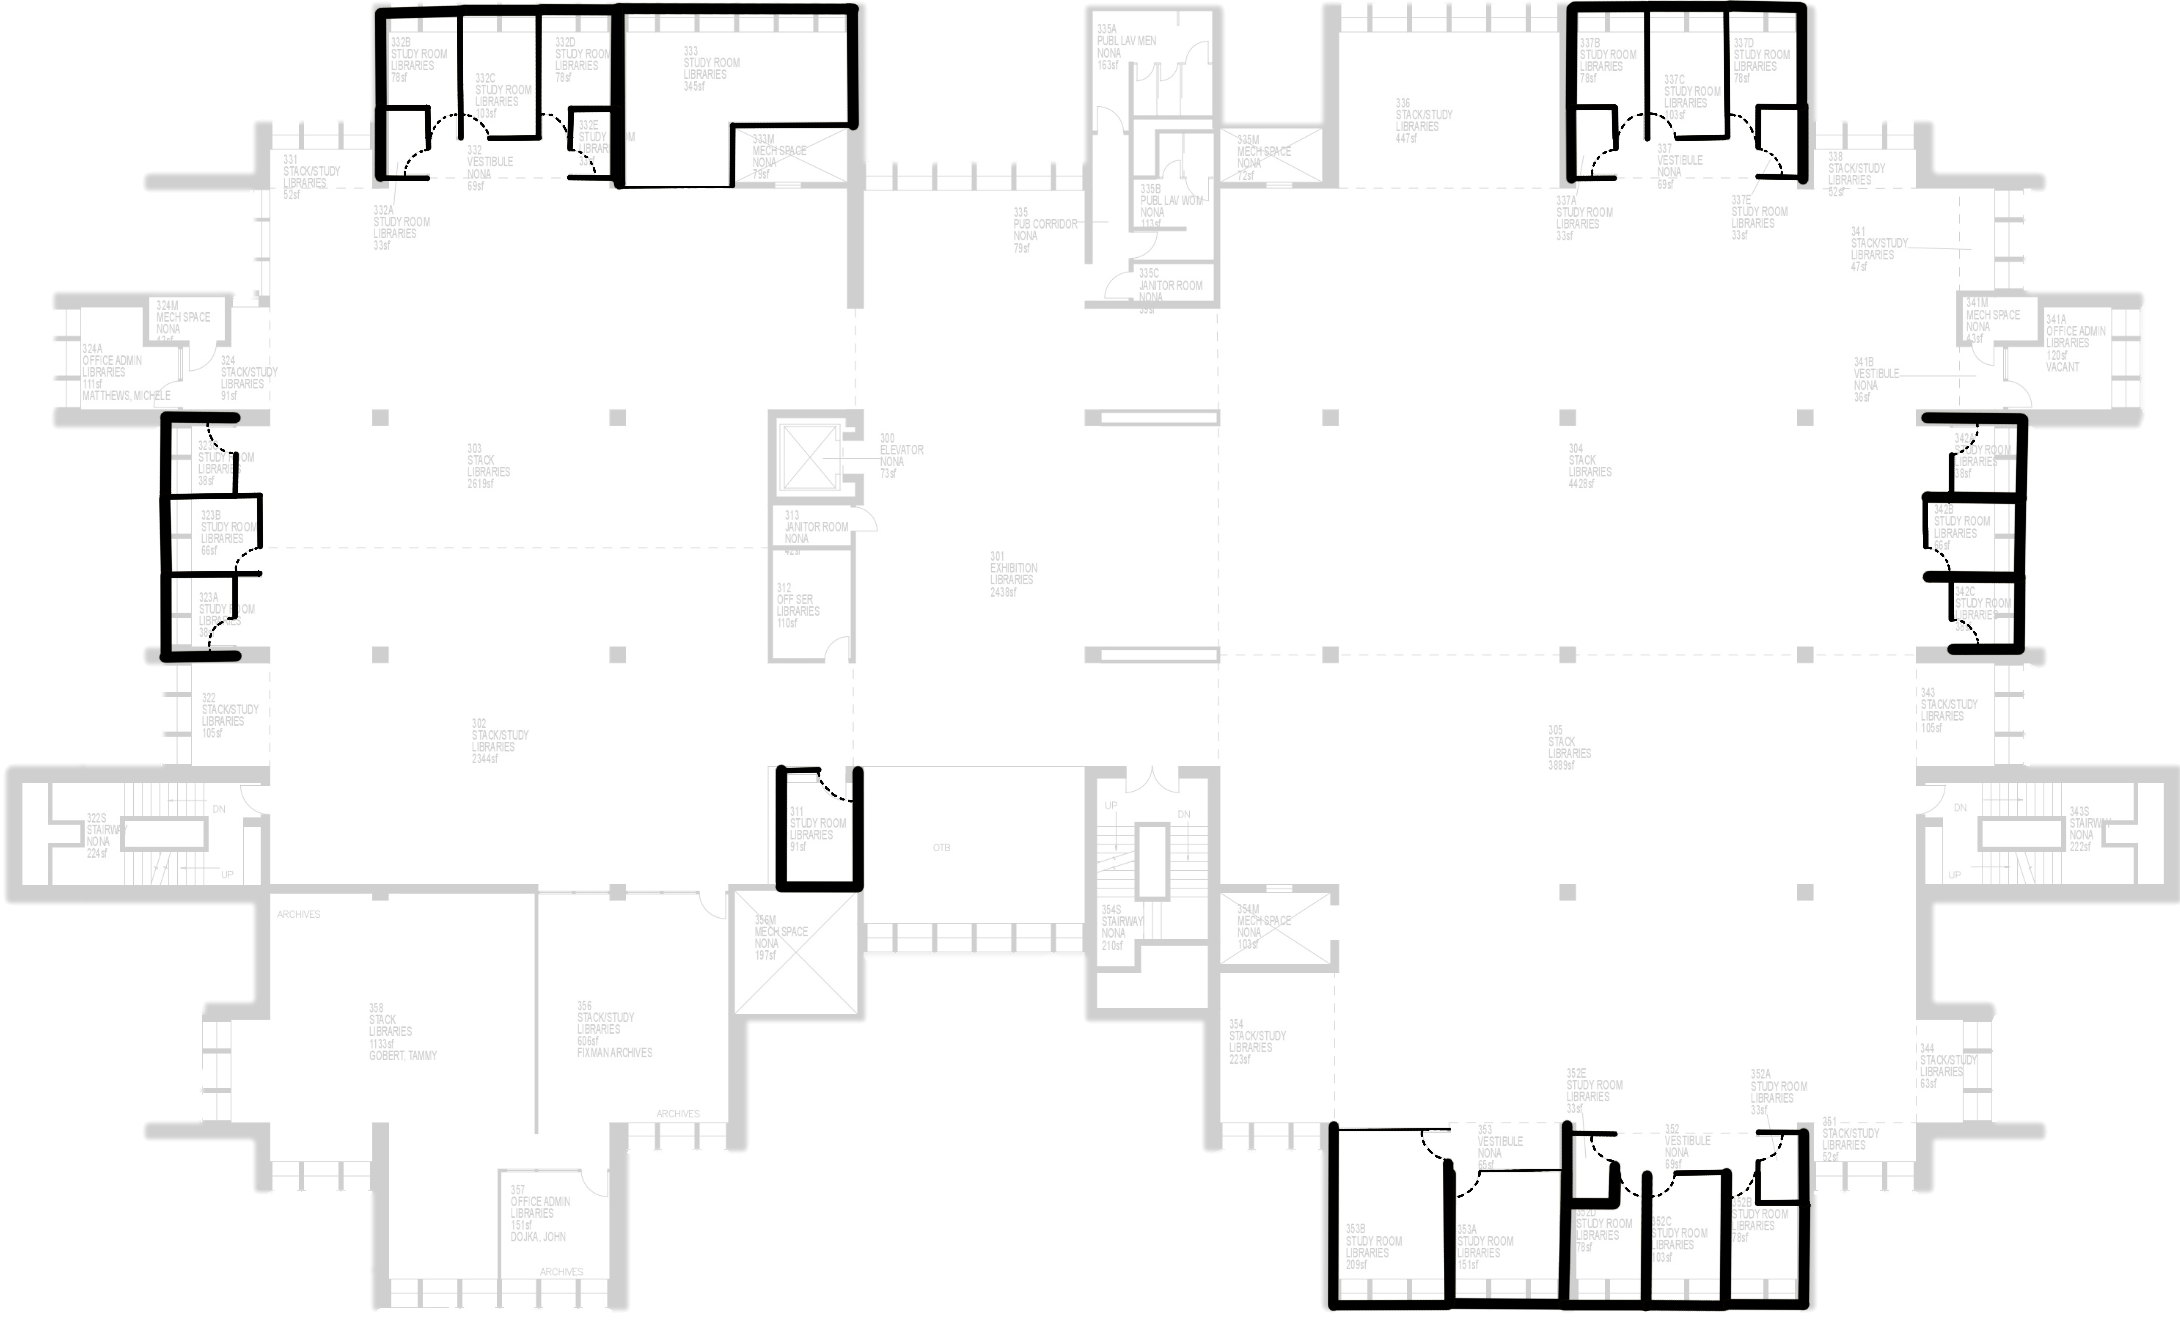 332B
STUDY ROOM
LIBRARIES
78sf
332C
STUDY ROOM
LIBRARIES
103sf
332D
STUDY ROOM
LIBRARIES
78sf
332E
STUDY ROOM
LIBRARIES
332
VESTIBULE
NONA
69sf
332A
STUDY ROOM
LIBRARIES
33sf
333
STUDY ROOM
LIBRARIES
345sf
333M
MECH SPACE
NONA
79sf
335A
PUBL LAV MEN
NONA
163sf
335B
PUBL LAV WOM
NONA
113sf
335
PUB CORRIDOR
NONA
79sf
335C
JANITOR ROOM
NONA
335M
MECH SPACE
NONA
72sf
336
STACK/STUDY
LIBRARIES
447sf
337B
STUDY ROOM
LIBRARIES
78sf
337C
STUDY ROOM
LIBRARIES
103sf
337D
STUDY ROOM
LIBRARIES
78sf
337
VESTIBULE
NONA
69sf
337A
STUDY ROOM
LIBRARIES
33sf
337E
STUDY ROOM
LIBRARIES
33sf
338
STACK/STUDY
LIBRARIES
52sf
331
STACK/STUDY
LIBRARIES
52sf
341
STACK/STUDY
LIBRARIES
47sf
324M
MECH SPACE
NONA
324A
OFFICE ADMIN
LIBRARIES
111sf
MATTHEWS, MICHELE
324
STACK/STUDY
LIBRARIES
91sf
341M
MECH SPACE
NONA
43sf
341A
OFFICE ADMIN
LIBRARIES
120sf
VACANT
341B
VESTIBULE
NONA
36sf
STUDY ROOM
LIBRARIES
38sf
323B
STUDY ROOM
LIBRARIES
66sf
323A
STUDY ROOM
LIBRARIES
303
STACK
LIBRARIES
2619sf
300
ELEVATOR
NONA
73sf
313
JANITOR ROOM
NONA
42sf
312
OFF SER
LIBRARIES
110sf
301
EXHIBITION
LIBRARIES
2438sf
304
STACK
LIBRARIES
4428sf
342A
STUDY ROOM
LIBRARIES
38sf
342B
STUDY ROOM
LIBRARIES
66sf
342C
STUDY ROOM
LIBRARIES
322
STACK/STUDY
LIBRARIES
105sf
302
STACK/STUDY
LIBRARIES
2344sf
305
STACK
LIBRARIES
3889sf
343
STACK/STUDY
LIBRARIES
105sf
322S
STAIRWAY
NONA
224sf
DN
UP
311
STUDY ROOM
LIBRARIES
91sf
OTB
UP
DN
DN
UP
343S
STAIRWAY
NONA
222sf
ARCHIVES
356M
MECH SPACE
NONA
197sf
354S
STAIRWAY
NONA
210sf
354M
MECH SPACE
NONA
103sf
358
STACK
LIBRARIES
1133sf
GOBERT, TAMMY
356
STACK/STUDY
LIBRARIES
606sf
FIXMAN ARCHIVES
354
STACK/STUDY
LIBRARIES
223sf
344
STACK/STUDY
LIBRARIES
63sf
ARCHIVES
352E
STUDY ROOM
LIBRARIES
33sf
352A
STUDY ROOM
LIBRARIES
33sf
353
VESTIBULE
NONA
65sf
352
VESTIBULE
NONA
69sf
351
STACK/STUDY
LIBRARIES
52sf
357
OFFICE ADMIN
LIBRARIES
151sf
DOJKA, JOHN
ARCHIVES
353B
STUDY ROOM
LIBRARIES
209sf
353A
STUDY ROOM
LIBRARIES
151sf
352D
STUDY ROOM
LIBRARIES
78sf
352C
STUDY ROOM
LIBRARIES
103sf
352B
STUDY ROOM
LIBRARIES
78sf